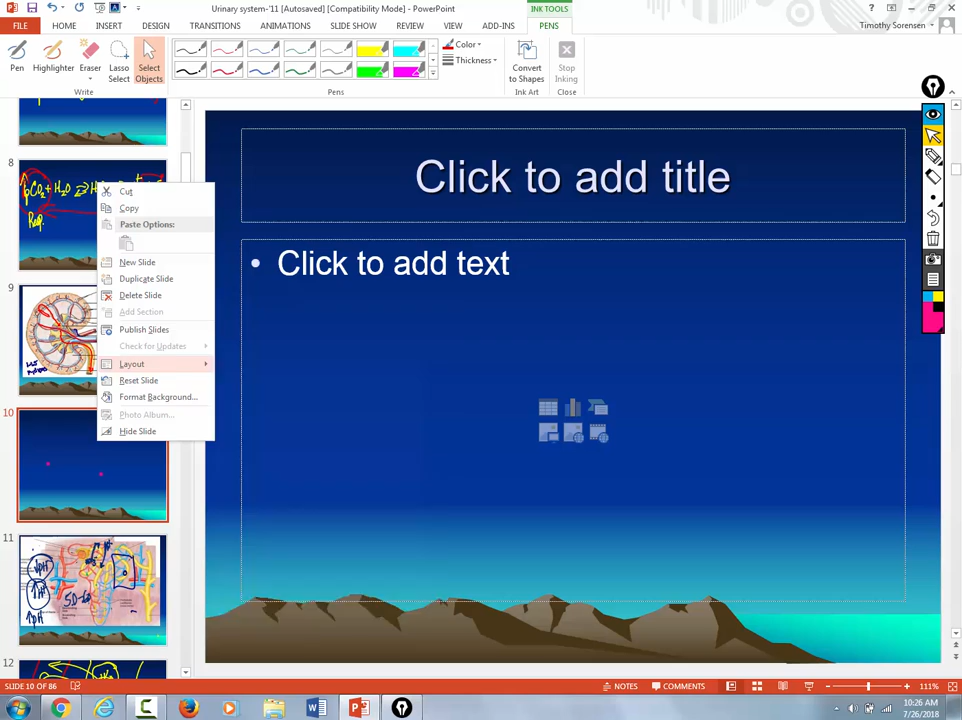 Urinary system-'11 [Autosaved] [Compatibility Mode] - PowerPoint
INK TOOLS
FILE
HOME
INSERT
DESIGN
TRANSITIONS
ANIMATIONS
SLIDE SHOW
REVIEW
VIEW
ADD-INS
PENS
Timothy Sorensen
Pen
Highlighter
Eraser
Lasso
Select
Select
Objects
Color
Thickness
Convert
to Shapes
Stop
Inking
Write
Pens
Ink Art
Close
8
pCO2 + H2O
Resp.
9
10
11
↓pH
↑pH
12
Cut
Copy
Paste Options:
New Slide
Duplicate Slide
Delete Slide
Add Section
Publish Slides
Check for Updates
Layout
Reset Slide
Format Background...
Photo Album...
Hide Slide
Click to add title
• Click to add text
SLIDE 10 OF 86
NOTES
COMMENTS
111%
10:26 AM
7/26/2018